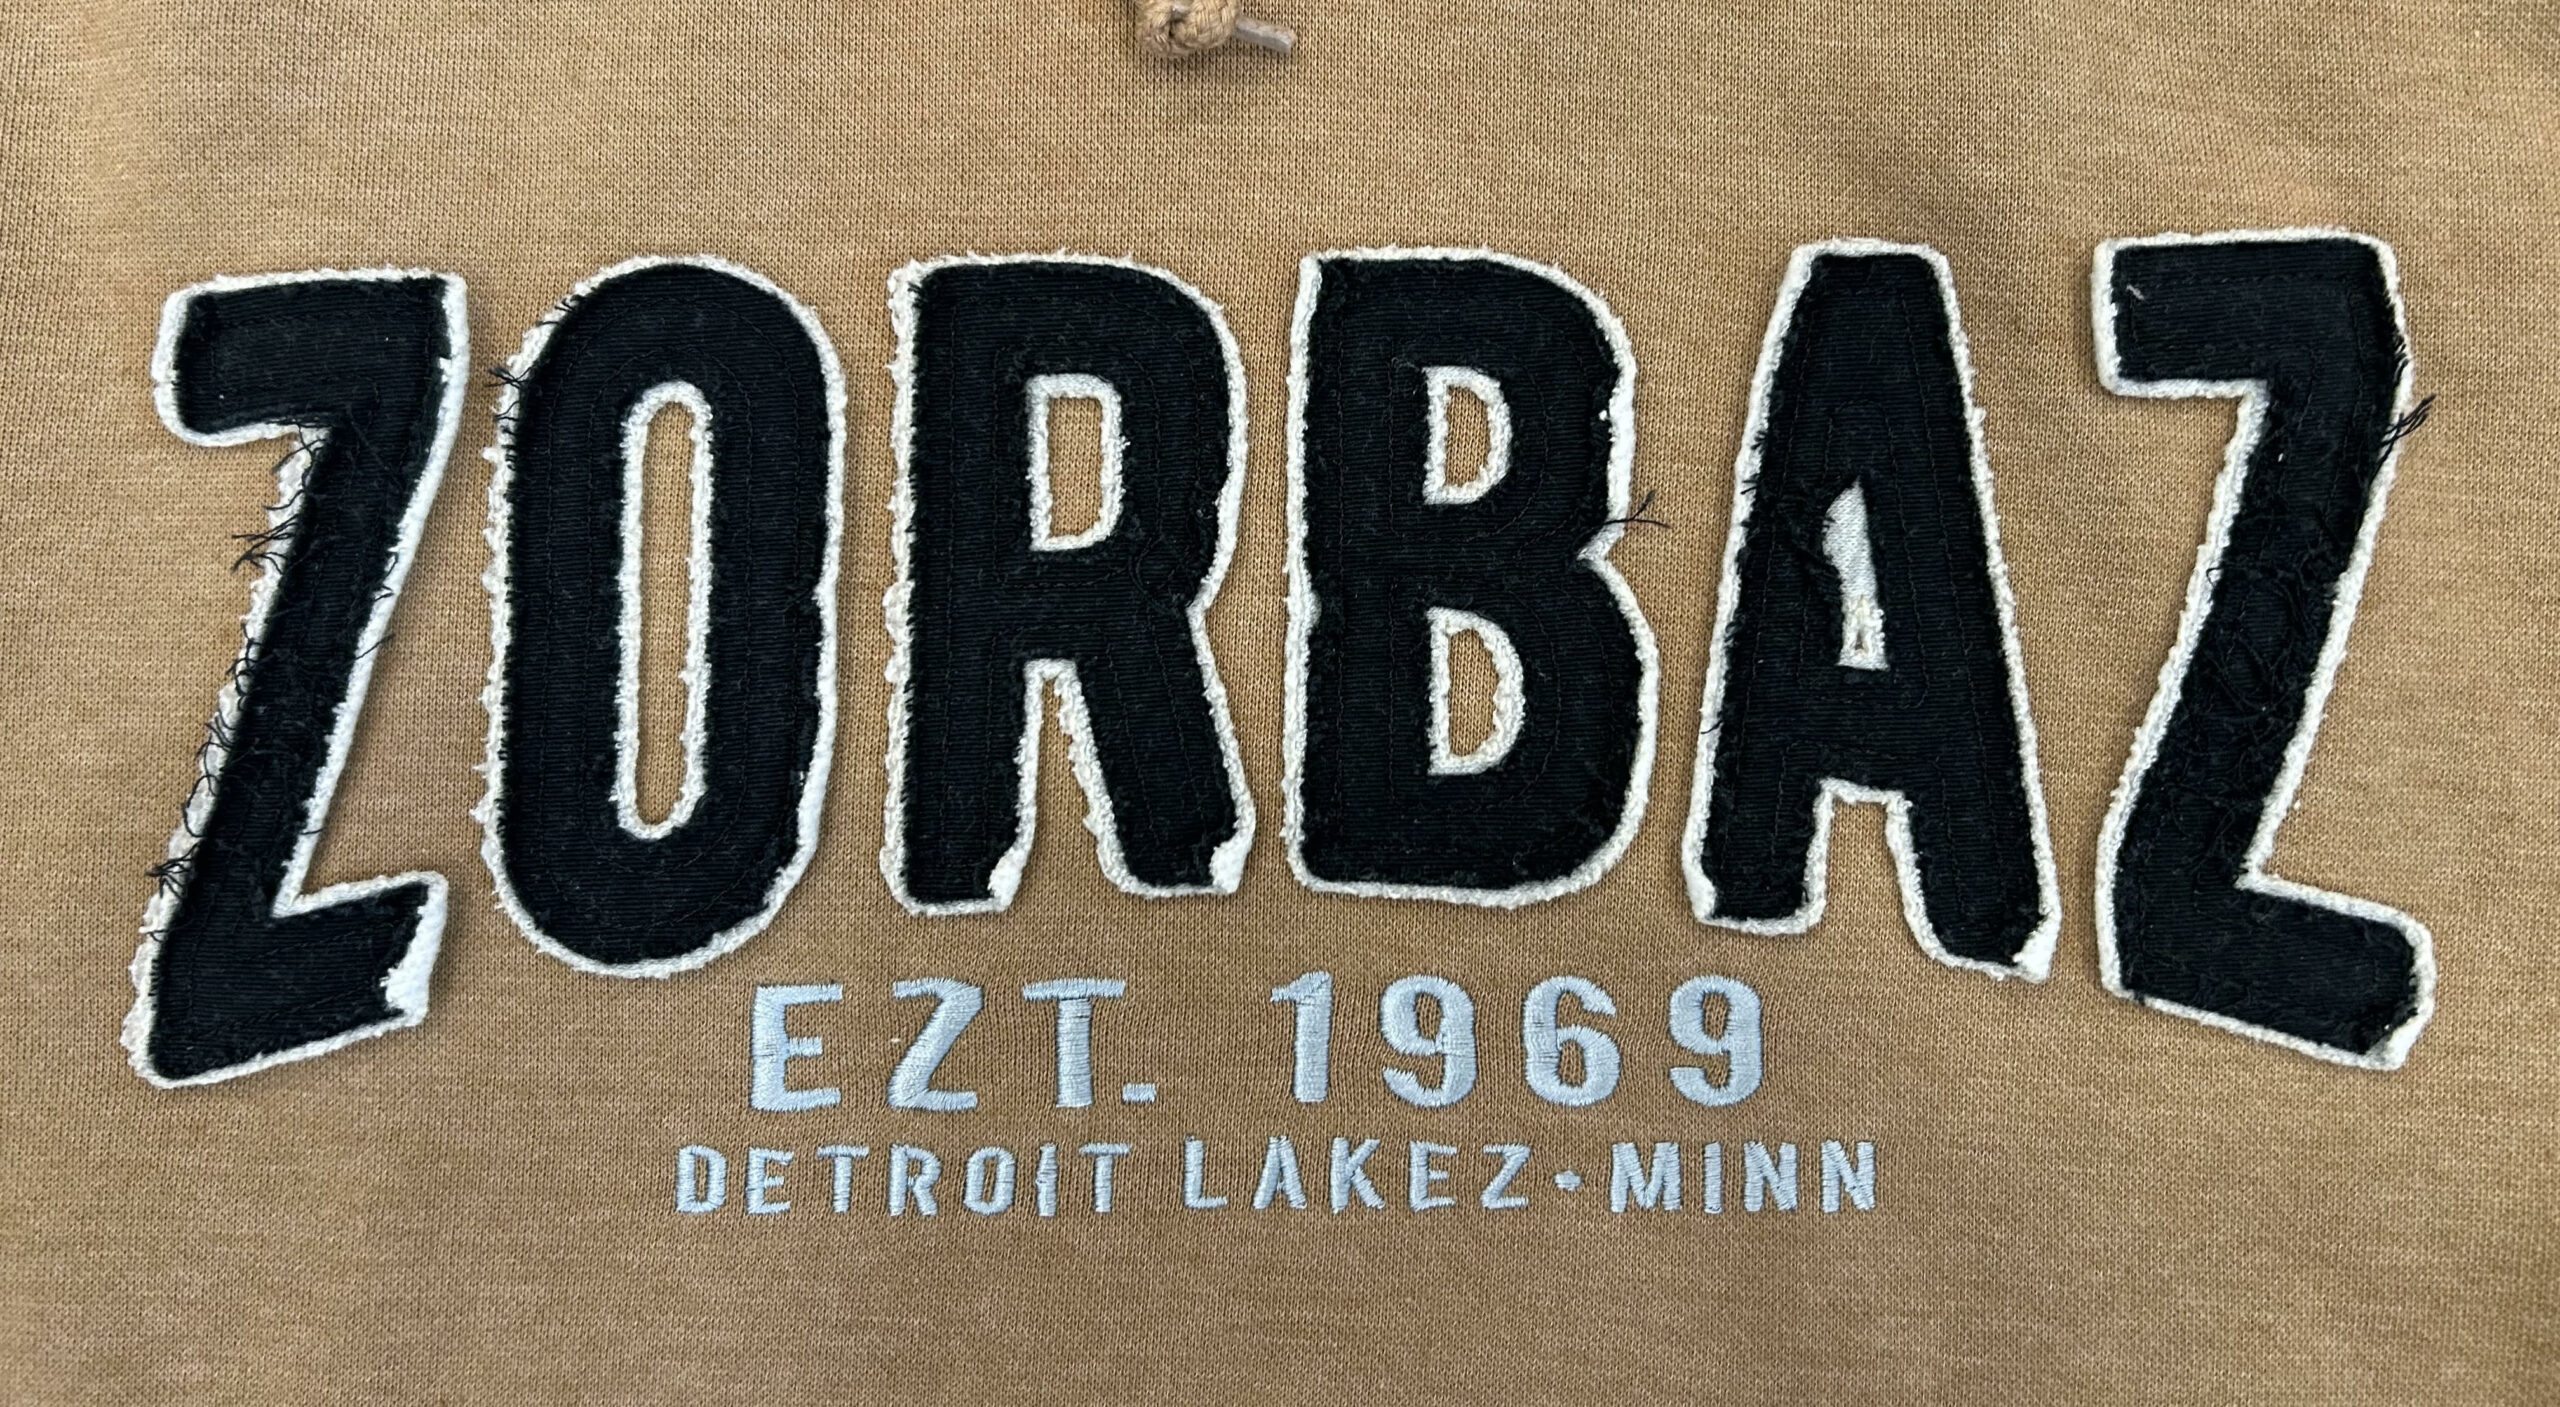 ZORBAZ
EZT. 1969
DETROIT LAKEZ•MINN